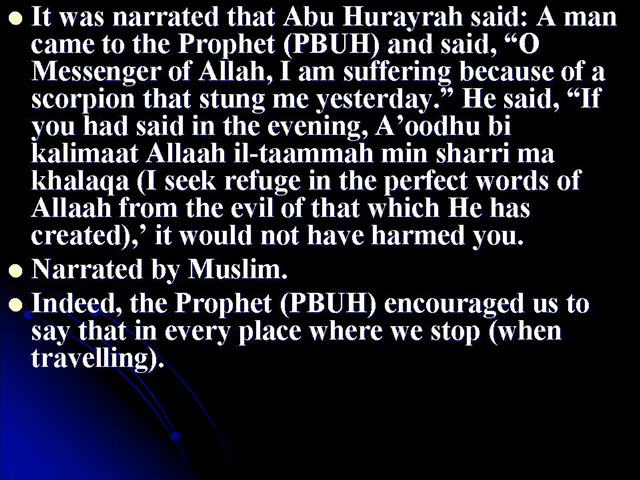 It was narrated that Abu Hurayrah said: A man
came to the Prophet (PBUH) and said, “O
Messenger of Allah, I am suffering because of a
scorpion that stung me yesterday.” He said, “If
you had said in the evening, A’oodhu bi
kalimaat Allaah il-taammah min sharri ma
khalaqa (I seek refuge in the perfect words of
Allaah from the evil of that which He has
created),’ it would not have harmed you.
Narrated by Muslim.
Indeed, the Prophet (PBUH) encouraged us to
say that in every place where we stop (when
travelling).